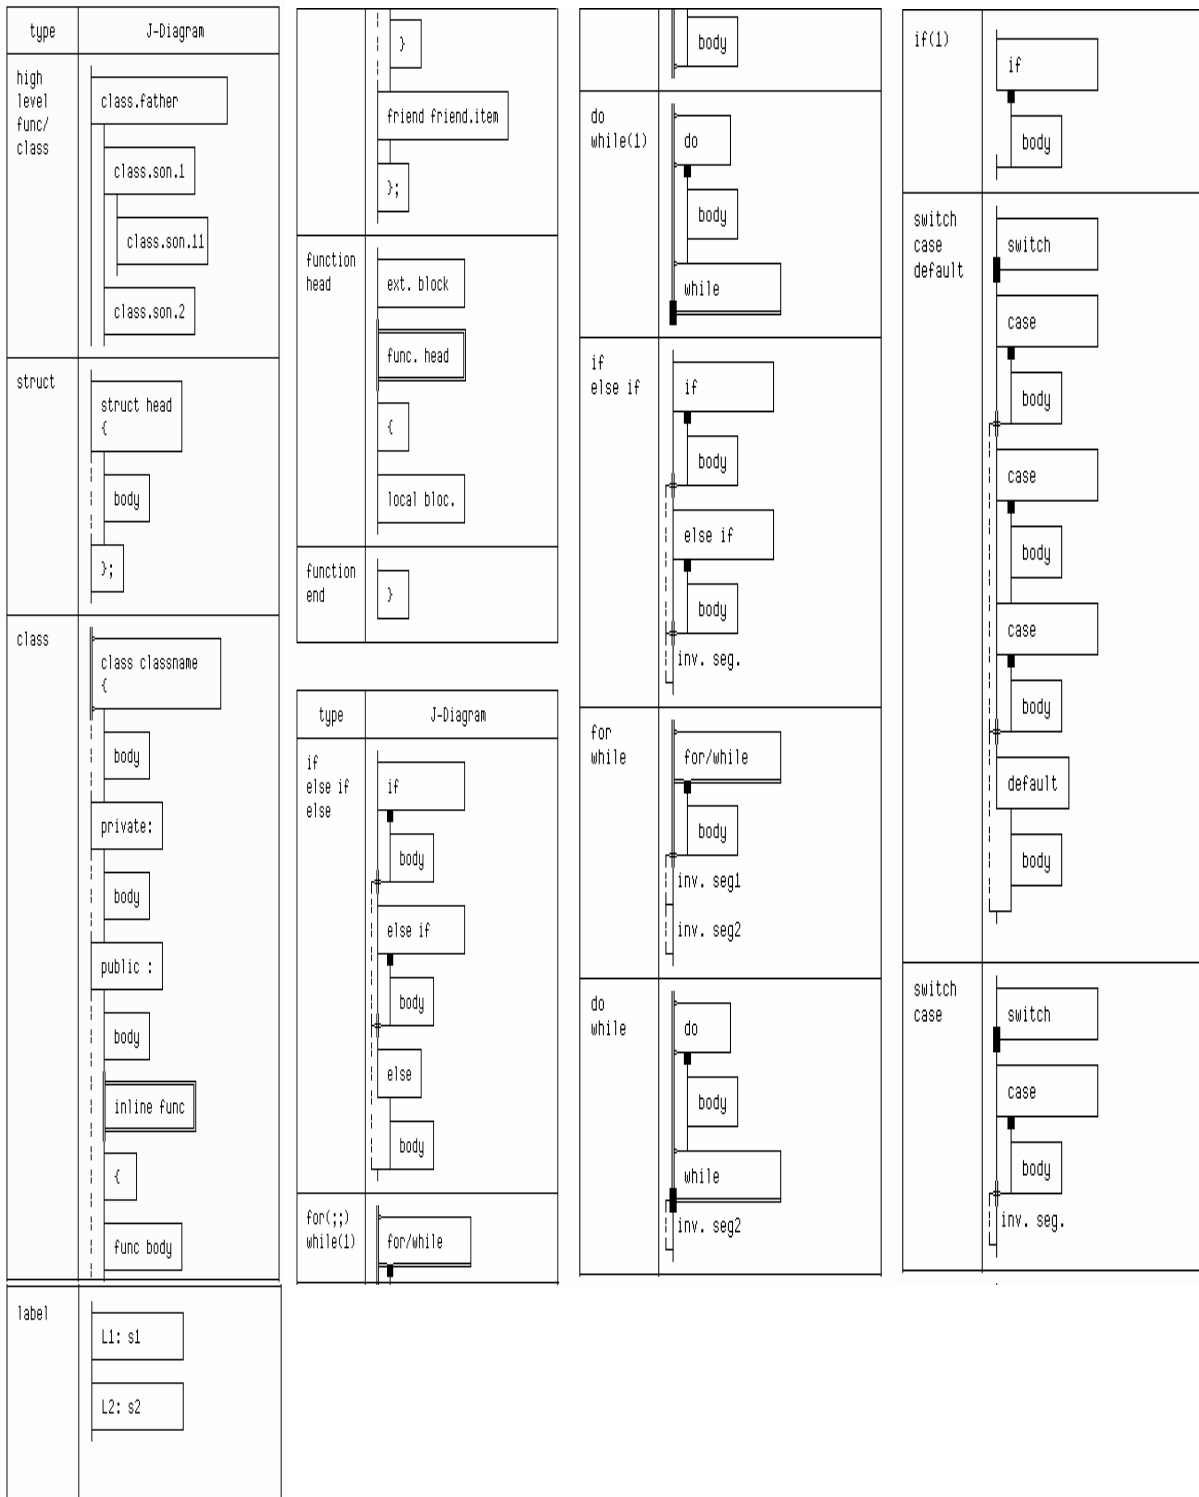 type
J-Diagram
high
level
func/
class
class.father
class.son.1
class.son.11
class.son.2
struct
struct head
{
body
};
class
class classname
{
body
private:
body
public :
body
inline func
{
func body
label
L1: s1
L2: s2
}
friend friend.item
};
function
head
ext. block
func. head
{
local bloc.
function
end
}
type
J-Diagram
if
else if
else
if
body
else if
body
else
body
for(;;)
while(1)
for/while
body
do
while(1)
do
body
while
if
else if
if
body
else if
body
inv. seg.
for
while
for/while
body
inv. seg1
inv. seg2
do
while
do
body
while
inv. seg2
if(1)
if
body
switch
case
default
switch
case
body
case
body
case
body
default
body
switch
case
switch
case
body
inv. seg.